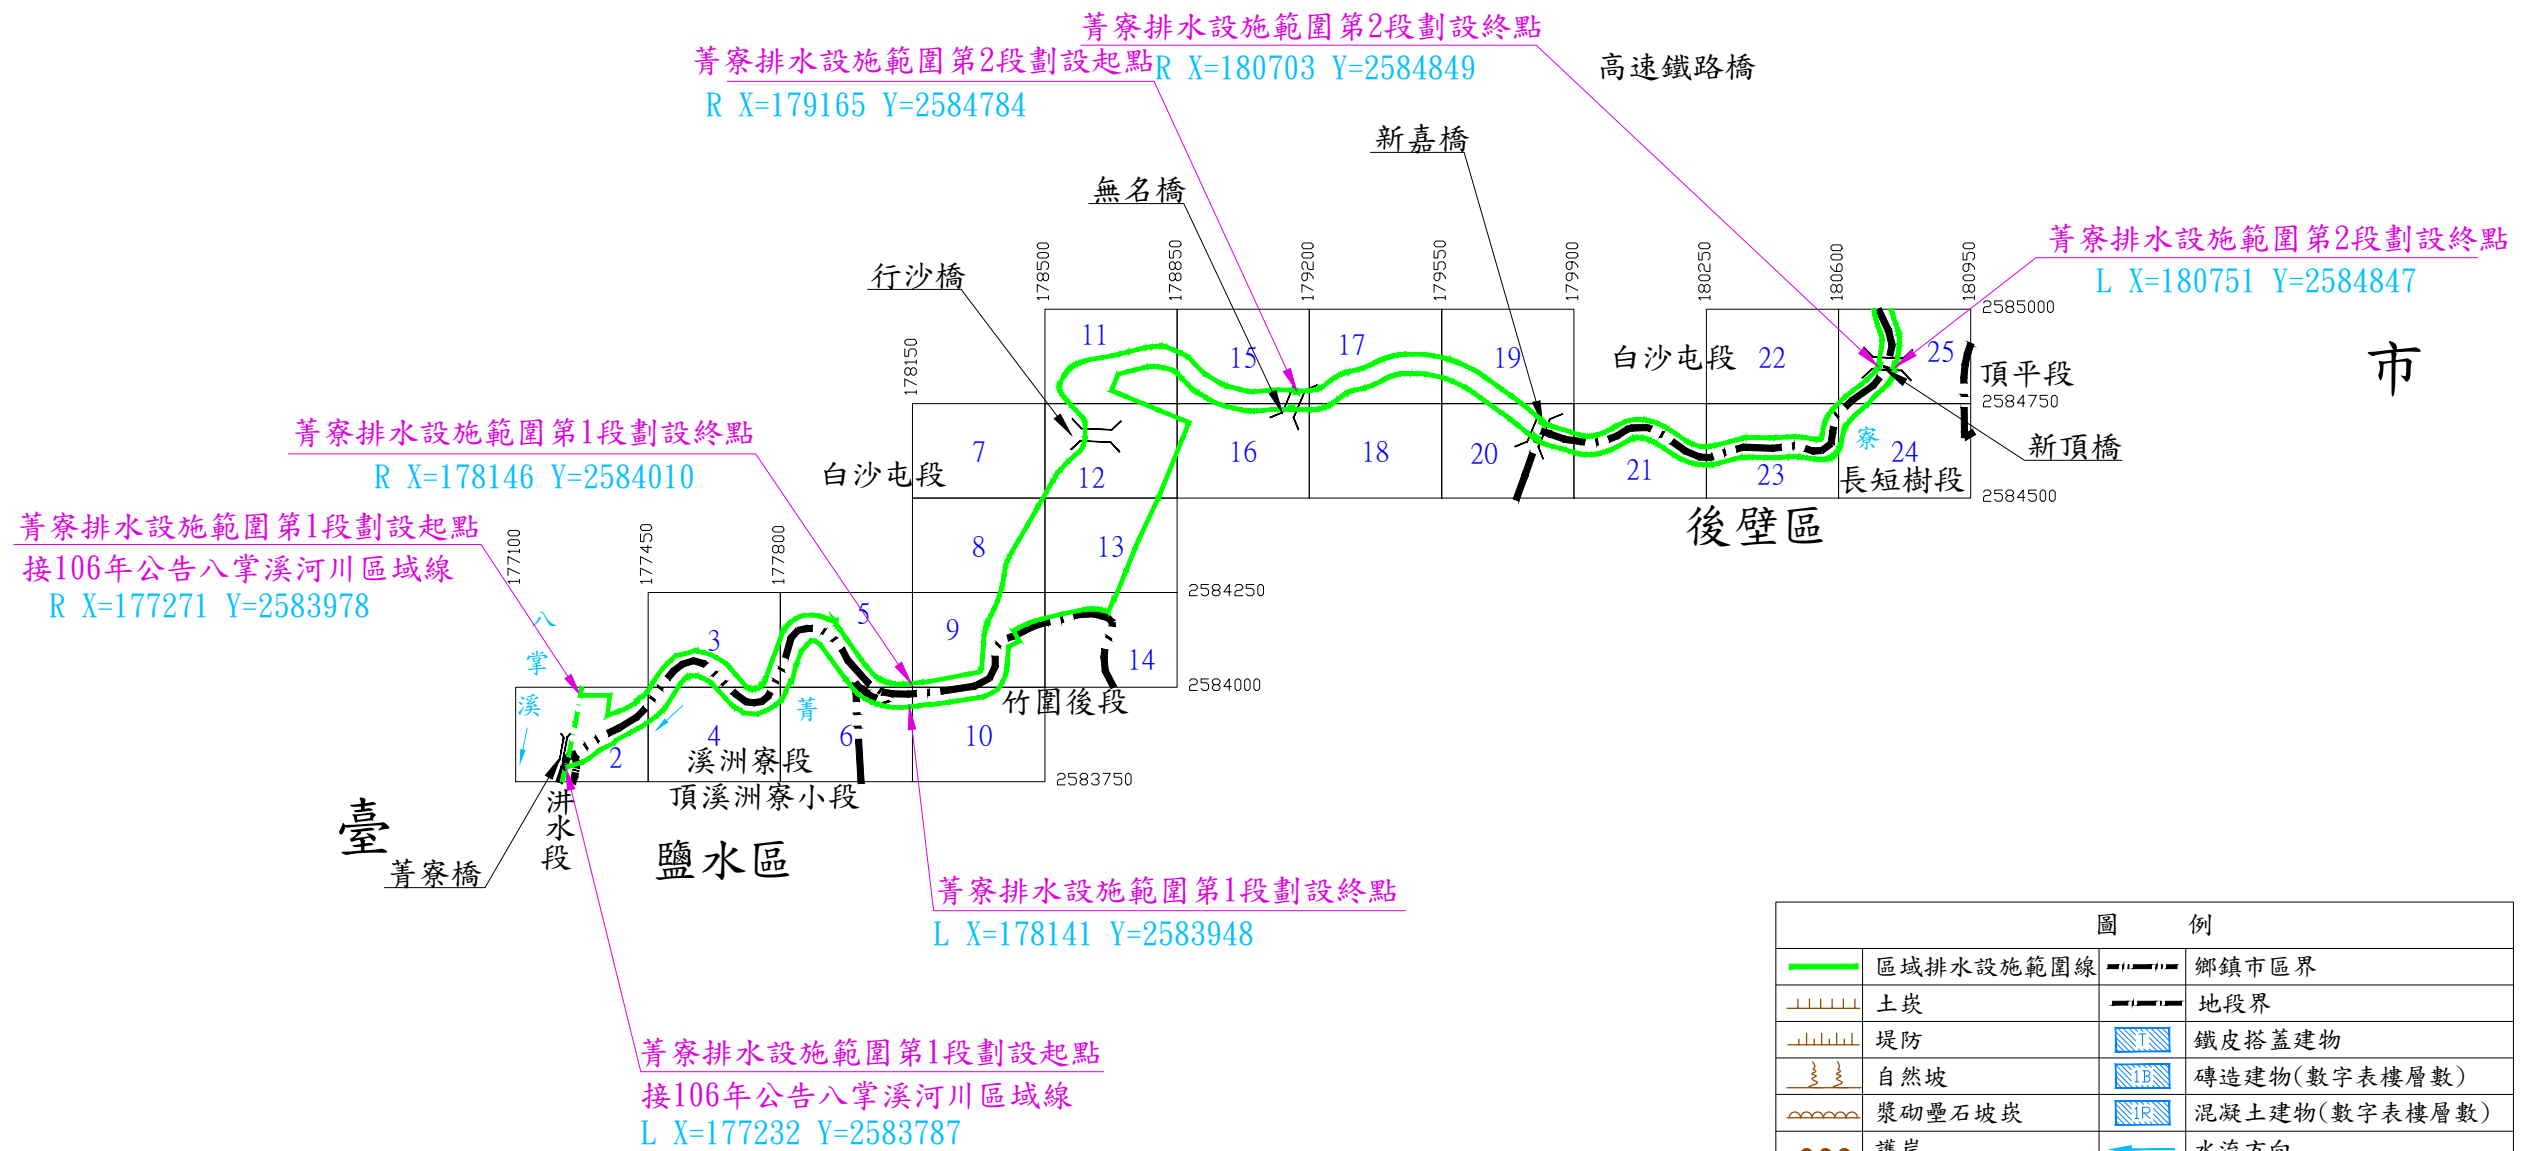 菁寮排水設施範圍第2段劃設終點
R X=180703 Y=2584849
菁寮排水設施範圍第2段劃設起點
R X=179165 Y=2584784
高速鐵路橋
新嘉橋
無名橋
菁寮排水設施範圍第2段劃設終點
L X=180751 Y=2584847
行沙橋
178500
178850
179200
179550
179900
180250
180600
180950
2585000
178150
11
15
17
19
白沙屯段
22
25
頂平段
市
2584750
菁寮排水設施範圍第1段劃設終點
R X=178146 Y=2584010
白沙屯段
7
12
16
18
20
21
23
寮
24
新頂橋
長短樹段
2584500
後壁區
菁寮排水設施範圍第1段劃設起點
接106年公告八掌溪河川區域線
R X=177271 Y=2583978
177100
177450
177800
8
13
2584250
八
掌
溪
3
5
9
14
2584000
竹圍後段
菁
2
4
6
10
溪洲寮段
2583750
頂溪洲寮小段
汫水段
臺
鹽水區
菁寮橋
菁寮排水設施範圍第1段劃設終點
L X=178141 Y=2583948
菁寮排水設施範圍第1段劃設起點
接106年公告八掌溪河川區域線
L X=177232 Y=2583787
圖 例
區域排水設施範圍線 鄉鎮市區界
土崁 地段界
堤防 T 鐵皮搭蓋建物
自然坡 1B 磚造建物(數字表樓層數)
漿砌壘石坡崁 1R 混凝土建物(數字表樓層數)
護岸 水流方向